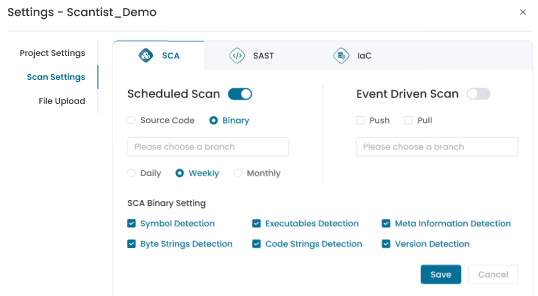 Settings - Scantist_Demo
Project Settings
Scan Settings
File Upload
SCA
SAST
IaC
Scheduled Scan
Source Code
Binary
Please choose a branch
Daily
Weekly
Monthly
Event Driven Scan
Push
Pull
Please choose a branch
SCA Binary Setting
Symbol Detection
Executables Detection
Meta Information Detection
Byte Strings Detection
Code Strings Detection
Version Detection
Save
Cancel